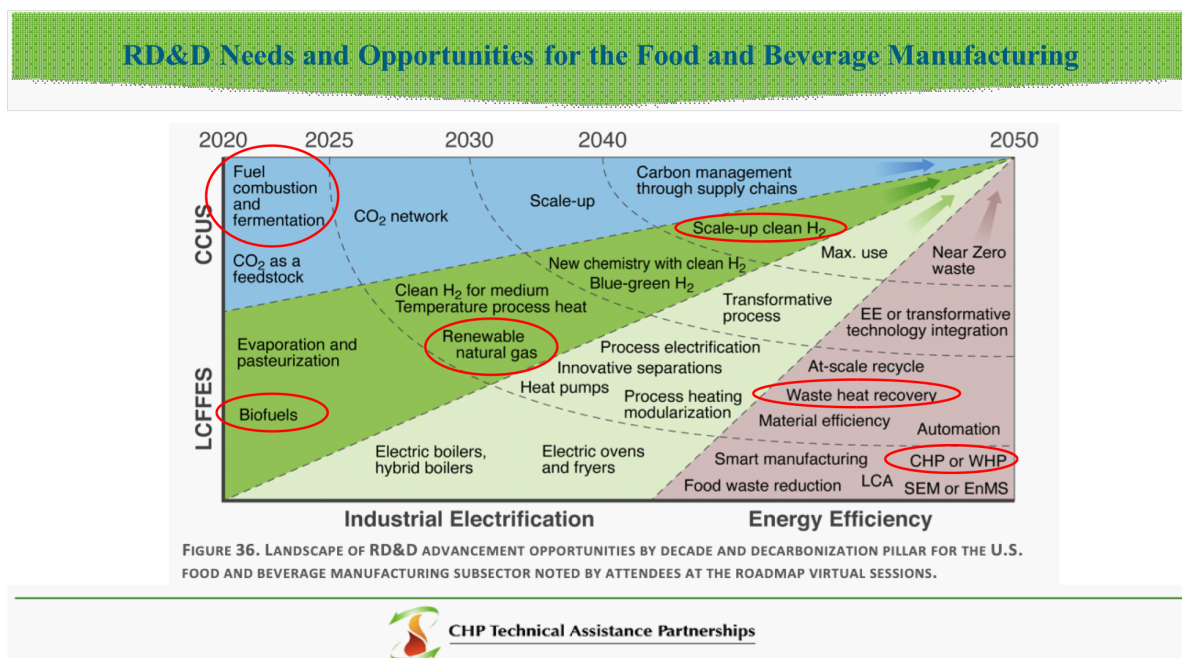 RD&D Needs and Opportunities for the Food and Beverage Manufacturing
2020
2025
2030
2040
2050
CCUS
LCFFES
Fuel
combustion
and
fermentation
CO₂ as a
feedstock
CO₂ network
Scale-up
Carbon management
through supply chains
Scale-up clean H₂
New chemistry with clean H₂
Blue-green H₂
Clean H₂ for medium
Temperature process heat
Renewable
natural gas
Evaporation and
pasteurization
Biofuels
Max. use
Transformative
process
Process electrification
Innovative separations
Heat pumps
Process heating
modularization
Electric boilers,
hybrid boilers
Electric ovens
and fryers
Near Zero
waste
EE or transformative
technology integration
At-scale recycle
Waste heat recovery
Material efficiency
Automation
Smart manufacturing
CHP or WHP
Food waste reduction
LCA
SEM or EnMS
Industrial Electrification
Energy Efficiency
FIGURE 36. LANDSCAPE OF RD&D ADVANCEMENT OPPORTUNITIES BY DECADE AND DECARBONIZATION PILLAR FOR THE U.S.
FOOD AND BEVERAGE MANUFACTURING SUBSECTOR NOTED BY ATTENDEES AT THE ROADMAP VIRTUAL SESSIONS.
CHP Technical Assistance Partnerships